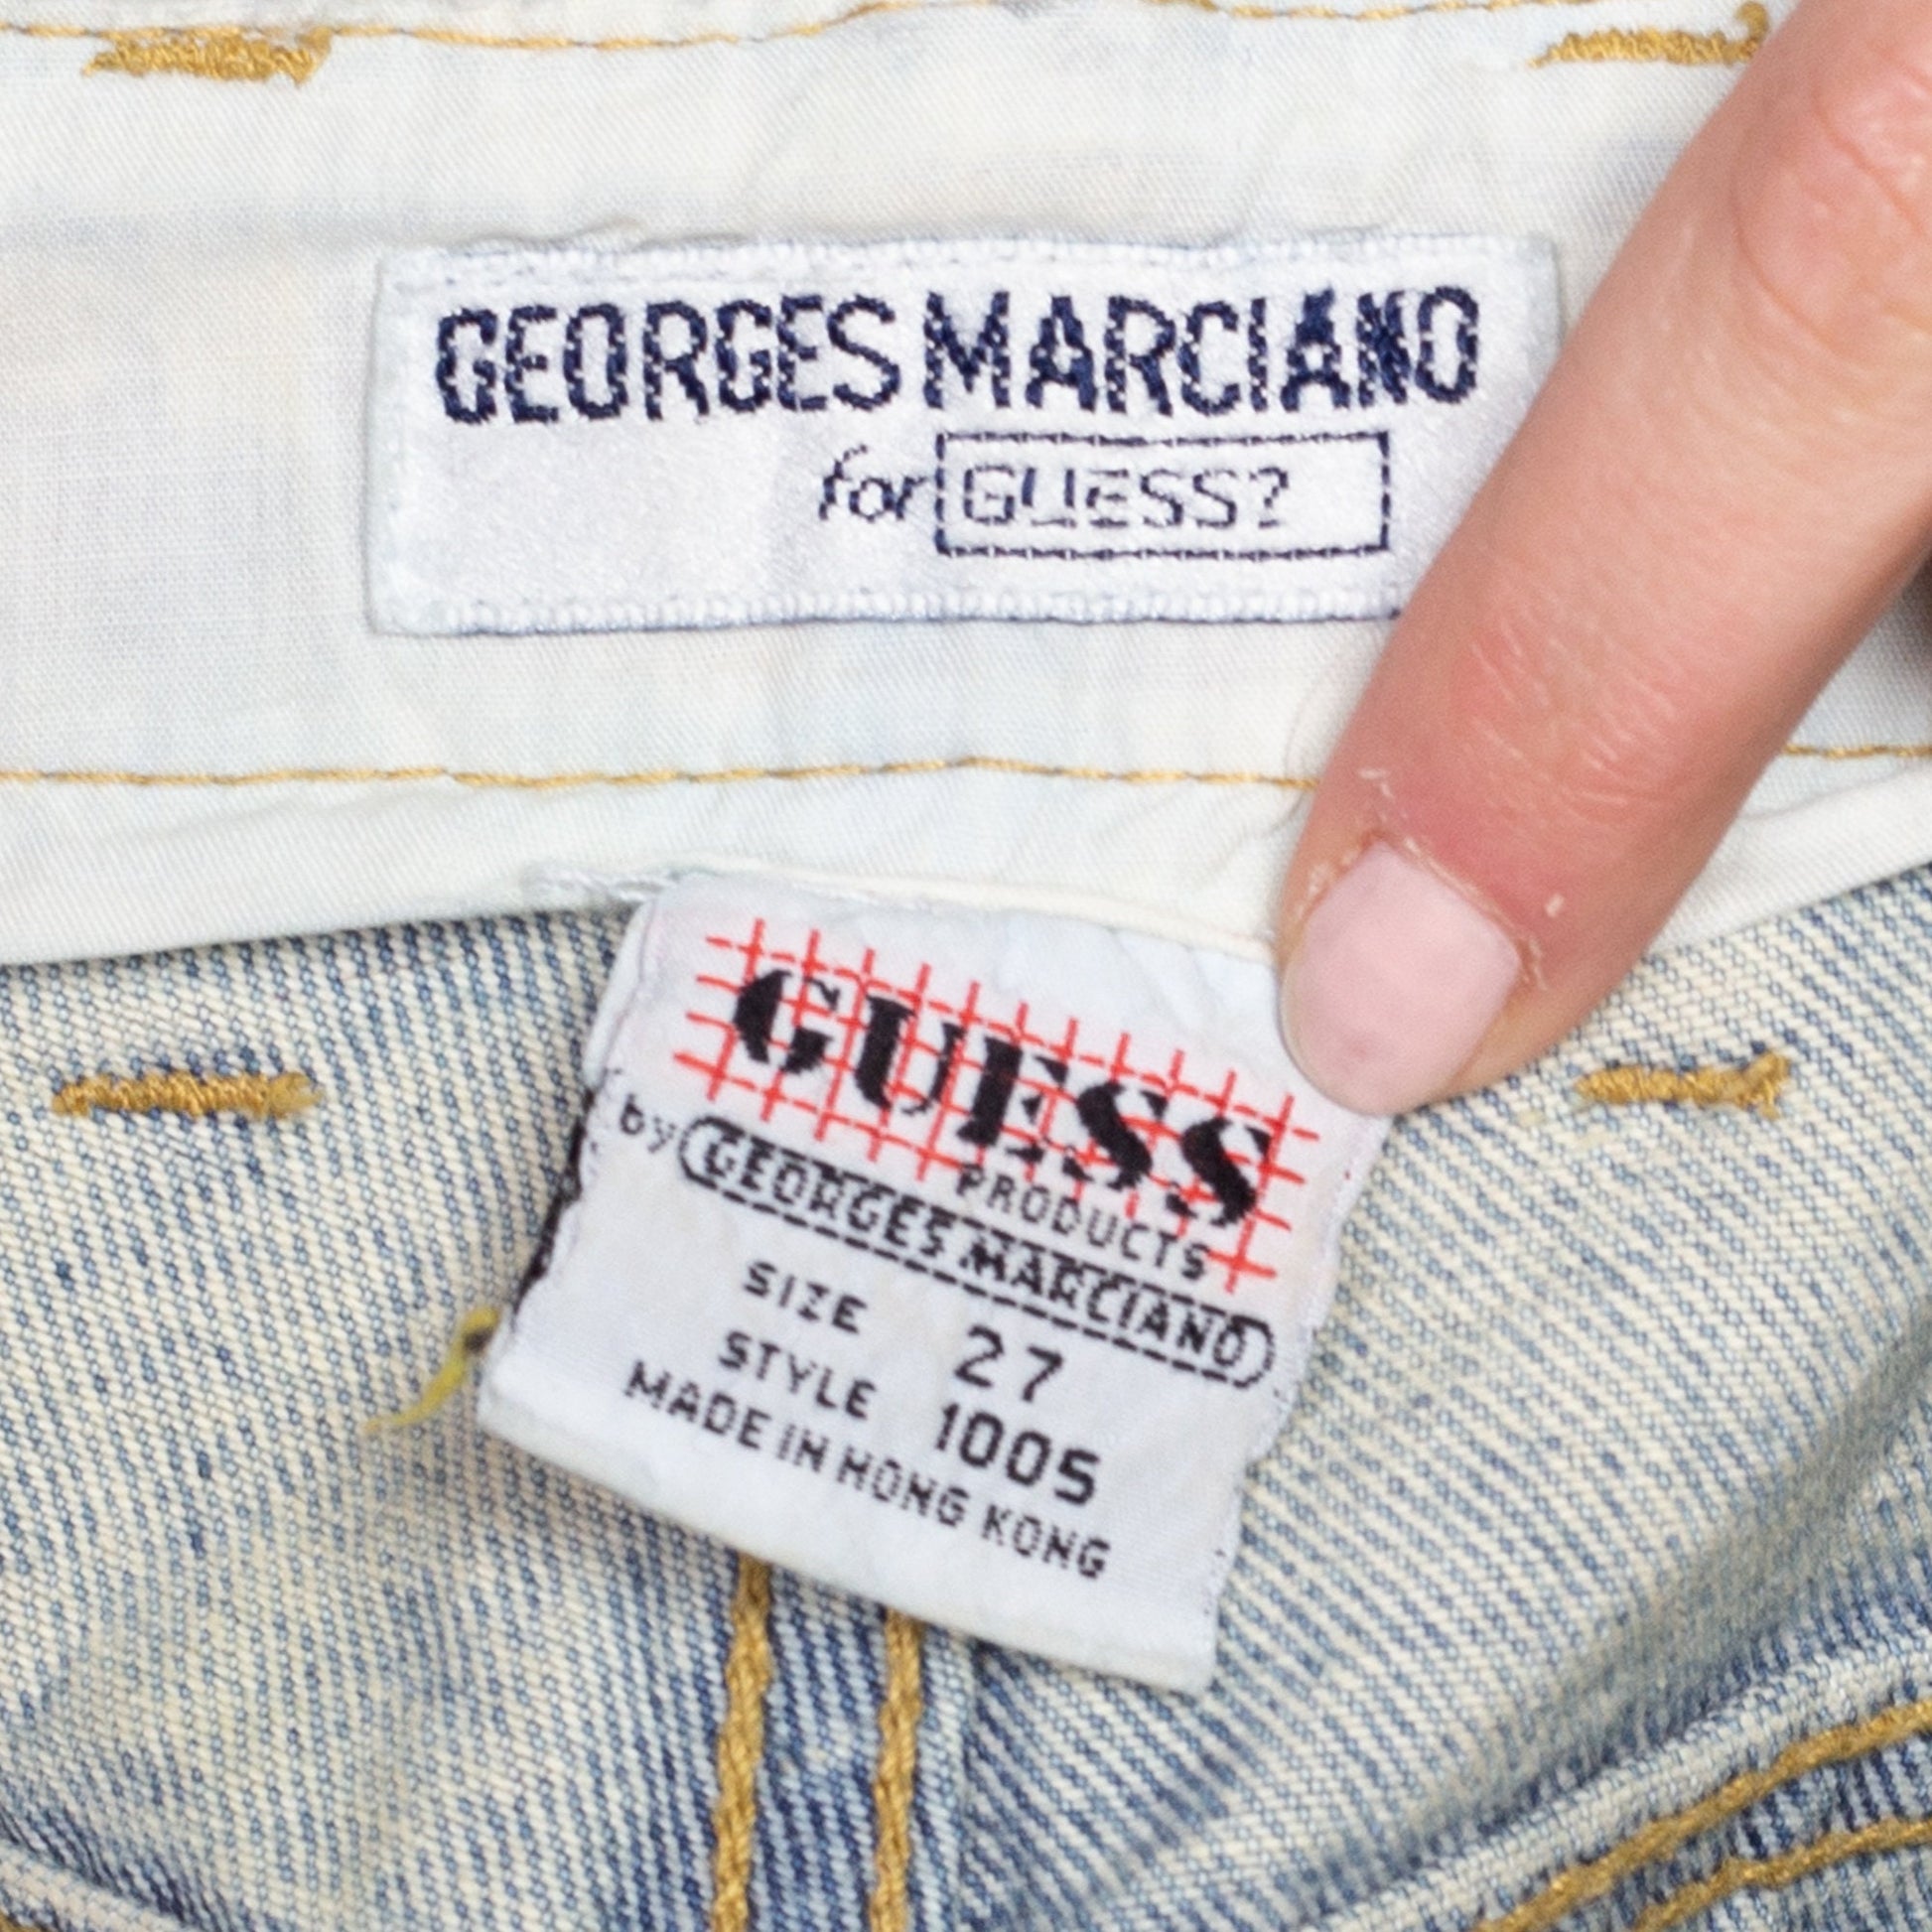 GEORGES MARCIANO
for GUESS?
GUESS
PRODUCTS
by GEORGES MARCIANO
SIZE 27
STYLE 1005
MADE IN HONG KONG